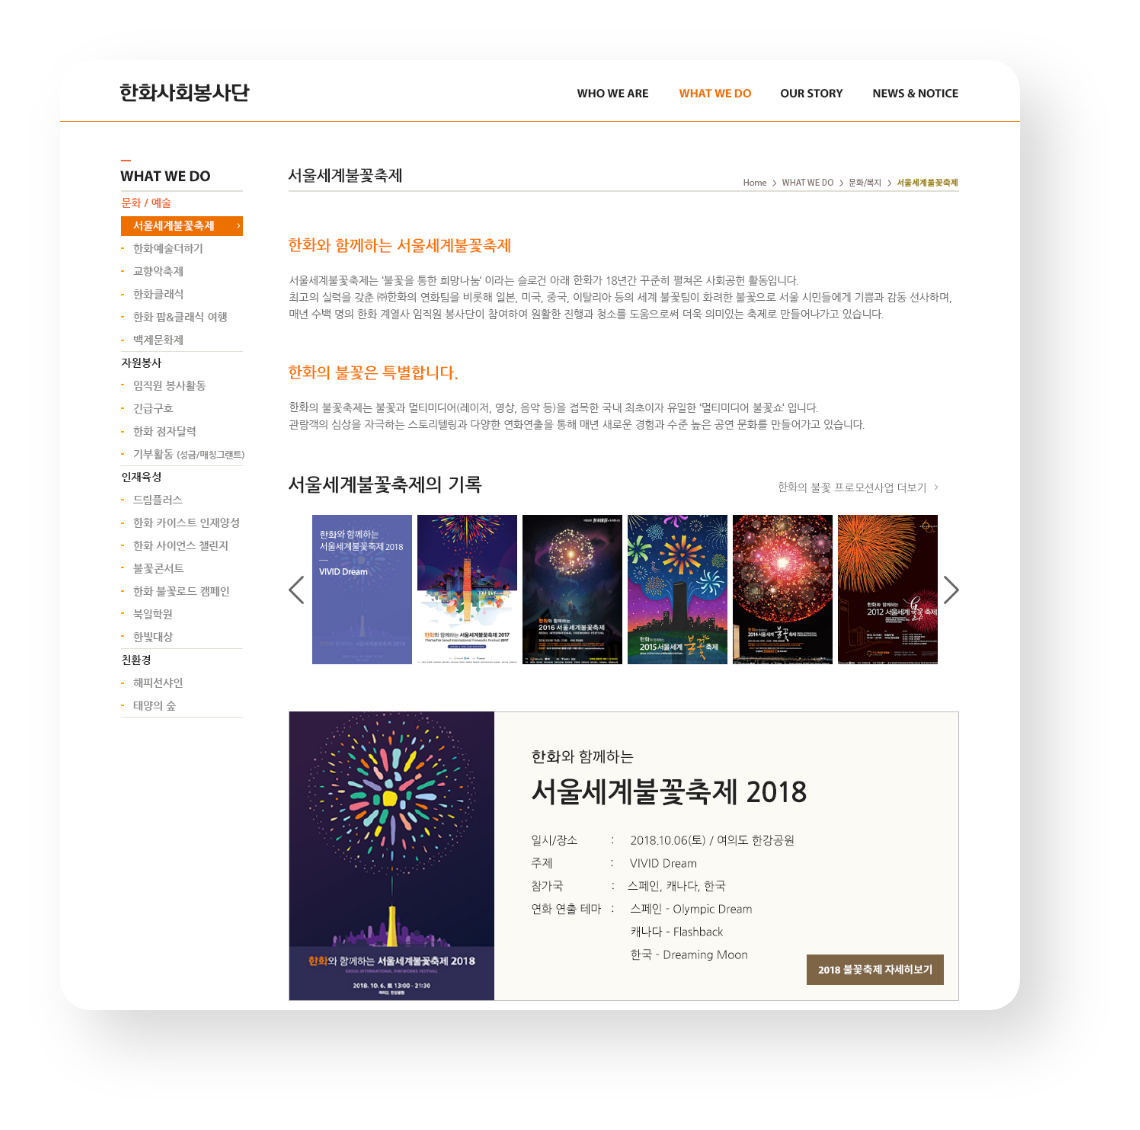 한화사회봉사단
WHO WE ARE WHAT WE DO OUR STORY NEWS & NOTICE
WHAT WE DO
문화 / 예술
서울세계불꽃축제 >
- 한화예술더하기
- 교향악축제
- 한화클래식
- 한화 팝&클래식 여행
- 백제문화제
자원봉사
- 임직원 봉사활동
- 긴급구호
- 한화 점자달력
- 기부활동 (성금/매칭그랜트)
인재육성
- 드림플러스
- 한화 카이스트 인재양성
- 한화 사이언스 챌린지
- 불꽃콘서트
- 한화 불꽃로드 캠페인
- 북일학원
- 한빛대상
친환경
- 해피선샤인
- 태양의 숲
서울세계불꽃축제
Home > WHAT WE DO > 문화/복지 > 서울세계불꽃축제
한화와 함께하는 서울세계불꽃축제
서울세계불꽃축제는 '불꽃을 통한 희망나눔' 이라는 슬로건 아래 한화가 18년간 꾸준히 펼쳐온 사회공헌 활동입니다.
최고의 실력을 갖춘 ㈜한화의 연화팀을 비롯해 일본, 미국, 중국, 이탈리아 등의 세계 불꽃팀이 화려한 불꽃으로 서울 시민들에게 기쁨과 감동 선사하며,
매년 수백 명의 한화 계열사 임직원 봉사단이 참여하여 원활한 진행과 청소를 도움으로써 더욱 의미있는 축제로 만들어나가고 있습니다.
한화의 불꽃은 특별합니다.
한화의 불꽃축제는 불꽃과 멀티미디어(레이저, 영상, 음악 등)을 접목한 국내 최초이자 유일한 '멀티미디어 불꽃쇼' 입니다.
관람객의 심상을 자극하는 스토리텔링과 다양한 연화연출을 통해 매년 새로운 경험과 수준 높은 공연 문화를 만들어가고 있습니다.
서울세계불꽃축제의 기록
한화의 불꽃 프로모션사업 더보기 >
한화와 함께하는
서울세계불꽃축제 2018
VIVID Dream
한화와 함께하는 서울세계불꽃축제 2017
한화와 함께하는
2016 서울세계불꽃축제
한화와 함께하는
2015 서울세계불꽃축제
한화와 함께하는
2014 서울세계불꽃축제
한화와 함께하는
2012 서울세계불꽃축제
한화와 함께하는 서울세계불꽃축제 2018
SEOUL INTERNATIONAL FIREWORKS FESTIVAL
2018. 10. 6. 토 13:00 - 21:30
여의도 한강공원
한화와 함께하는
서울세계불꽃축제 2018
일시/장소 : 2018.10.06(토) / 여의도 한강공원
주제 : VIVID Dream
참가국 : 스페인, 캐나다, 한국
연화 연출 테마 : 스페인 - Olympic Dream
캐나다 - Flashback
한국 - Dreaming Moon
2018 불꽃축제 자세히보기